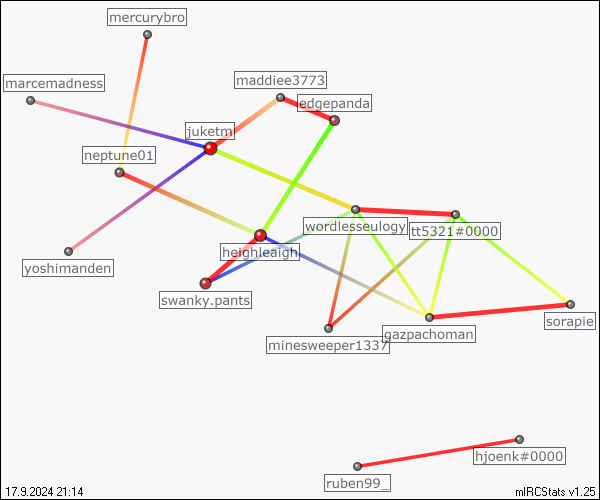 mercurybro
marcemadness
maddiee3773
edgepanda
juketm
neptune01
wordlesseulogy
tt5321#0000
heighleaigh
yoshimanden
swanky.pants
sorapie
gazpachoman
minesweeper1337
hjoenk#0000
ruben99_
17.9.2024 21:14
mIRCStats v1.25